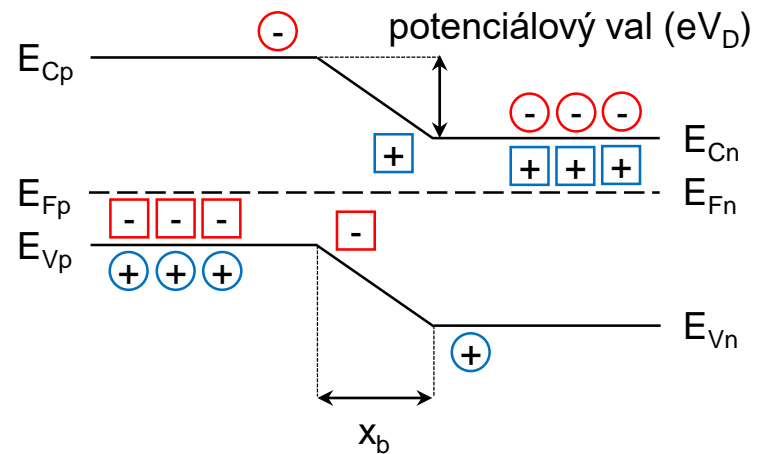 potenciálový val (eV_D)
E_Cp
- - - -
E_Cn
+ + + +
E_Fp
E_Fn
- - - -
E_Vp
+ + +
E_Vn
+
x_b